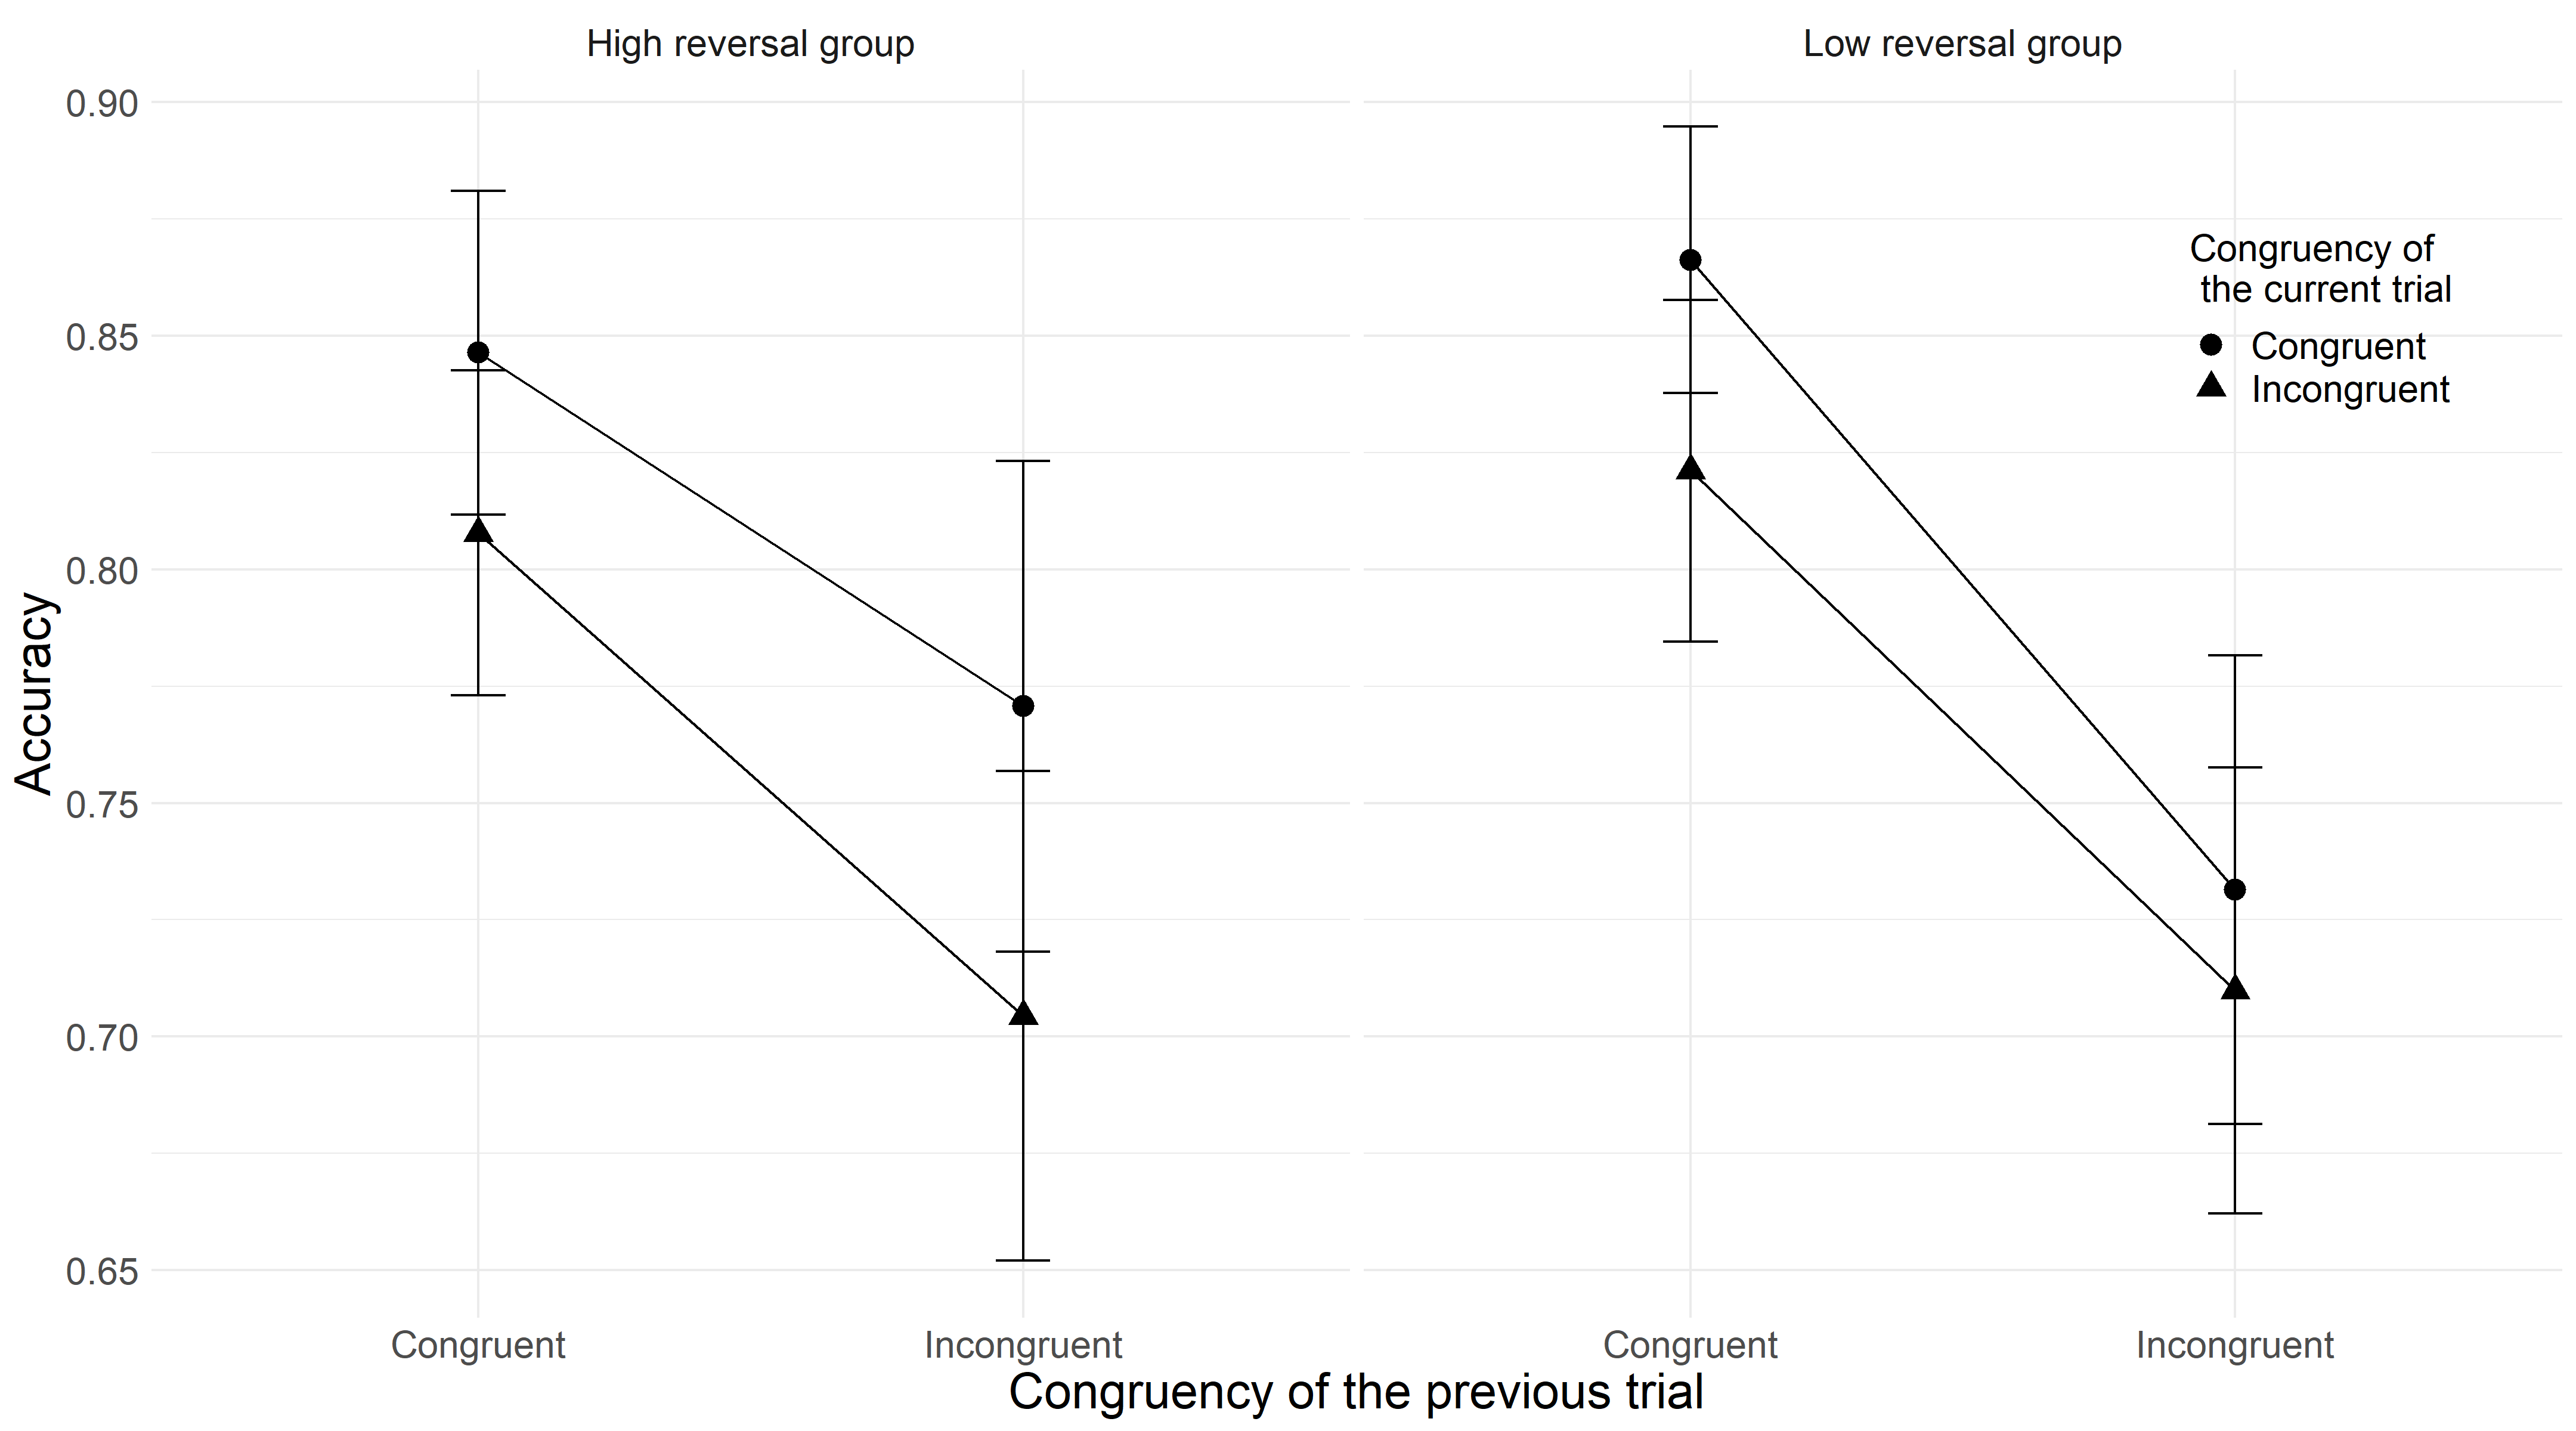 High reversal group
Low reversal group
0.90
0.85
0.80
0.75
0.70
0.65
Accuracy
Congruency of
the current trial
Congruent
Incongruent
Congruent
Incongruent
Congruent
Incongruent
Congruency of the previous trial